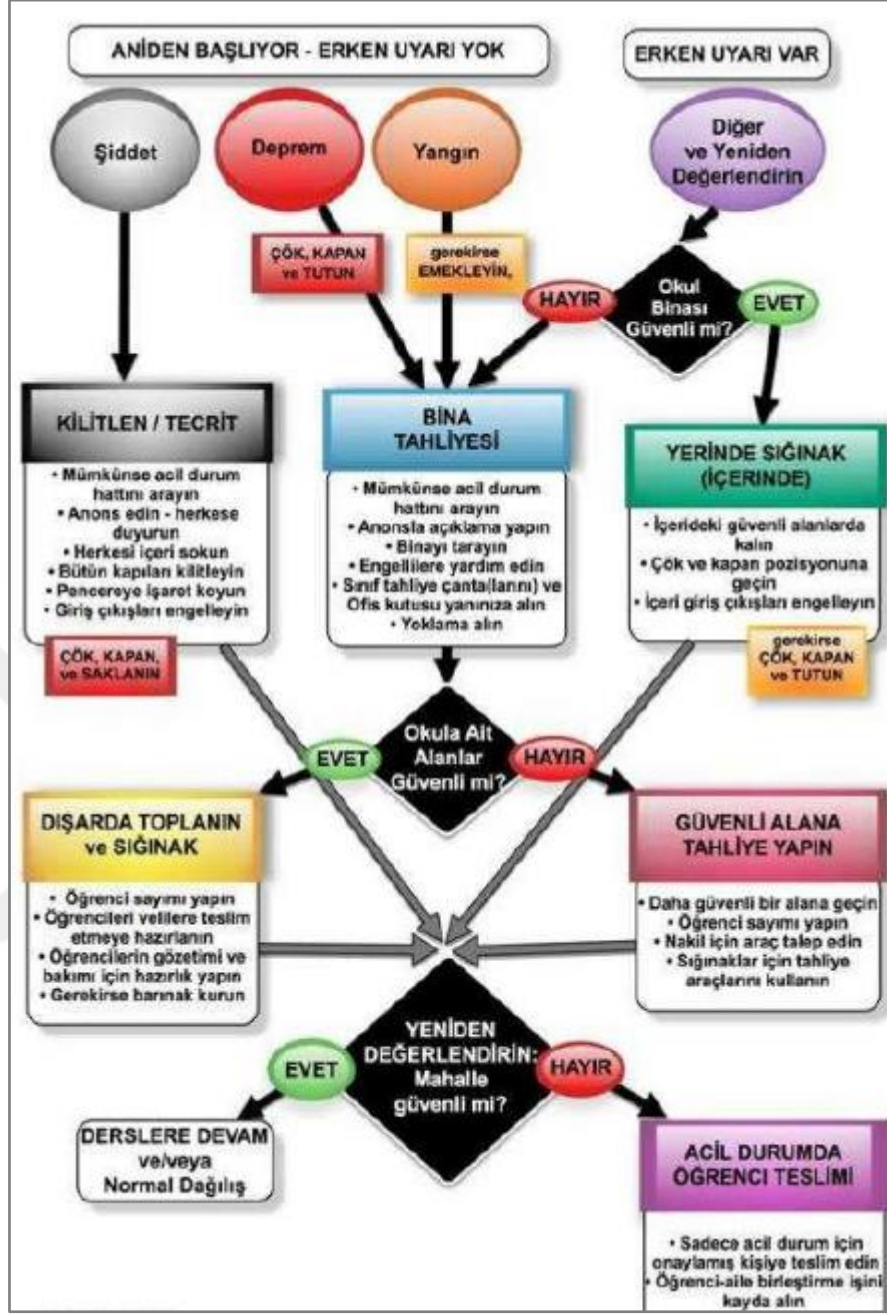 ANİDEN BAŞLIYOR - ERKEN UYARI YOK
ERKEN UYARI VAR
Şiddet
Deprem
Yangın
Diğer
ve Yeniden
Değerlendirin
ÇÖK, KAPAN
ve TUTUN
gerekirse
EMEKLEYİN,
HAYIR
Okul
Binası
Güvenli mi?
EVET
KİLİTLEN / TECRİT
• Mümkünse acil durum
hattını arayın
• Anons edin - herkese
duyurun
• Herkesi içeri sokun
• Bütün kapıları kilitleyin
• Pencereye işaret koyun
• Giriş çıkışları engelleyin
ÇÖK, KAPAN,
ve SAKLANIN
BİNA
TAHLİYESİ
• Mümkünse acil durum
hattını arayın
• Anonsla açıklama yapın
• Binayı tarayın
• Engellilere yardım edin
• Sınıf tahliye çanta(larını) ve
Ofis kutusu yanınıza alın
• Yoklama alın
YERİNDE SIĞINAK
(İÇERİNDE)
• İçerideki güvenli alanlarda
kalın
• Çök ve kapan pozisyonuna
geçin
• İçeri giriş çıkışları engelleyın
gerekirse
ÇÖK, KAPAN
ve TUTUN
EVET
Okula Ait
Alanlar
Güvenli mi?
HAYIR
DIŞARDA TOPLANIN
ve SIĞINAK
• Öğrenci sayımı yapın
• Öğrencileri velilere teslim
etmeye hazırlanın
• Öğrencilerin gözetimi ve
bakımı için hazırlık yapın
• Gerekirse barınak kurun
GÜVENLİ ALANA
TAHLİYE YAPIN
• Daha güvenli bir alana geçin
• Öğrenci sayımı yapın
• Nakil için araç talep edin
• Sığınaklar için tahliye
araçlarını kullanın
EVET
YENİDEN
DEĞERLENDİRİN:
Mahalle
güvenli mi?
HAYIR
DERSLERE DEVAM
ve/veya
Normal Dağılış
ACİL DURUMDA
ÖĞRENCİ TESLİMİ
• Sadece acil durum için
onaylamış kişiye teslim edin
• Öğrenci-aile birleştirme işini
kayda alın